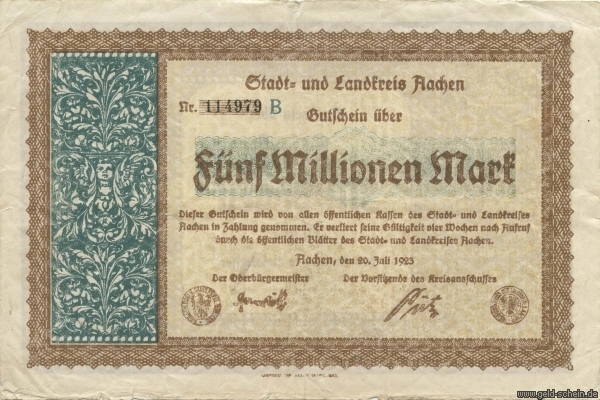 Stadt- und Landkreis Aachen
Nr. 114979 B
Gutschein über
Fünf Millionen Mark
Dieser Gutschein wird von allen öffentlichen Kassen des Stadt- und Landkreises
Aachen in Zahlung genommen. Er verliert seine Gültigkeit vier Wochen nach Aufruf
durch die öffentlichen Blätter des Stadt- und Landkreises Aachen.
Aachen, den 20. Juli 1923
Der Oberbürgermeister Der Vorsitzende des Kreisausschusses
www.geld-schein.de